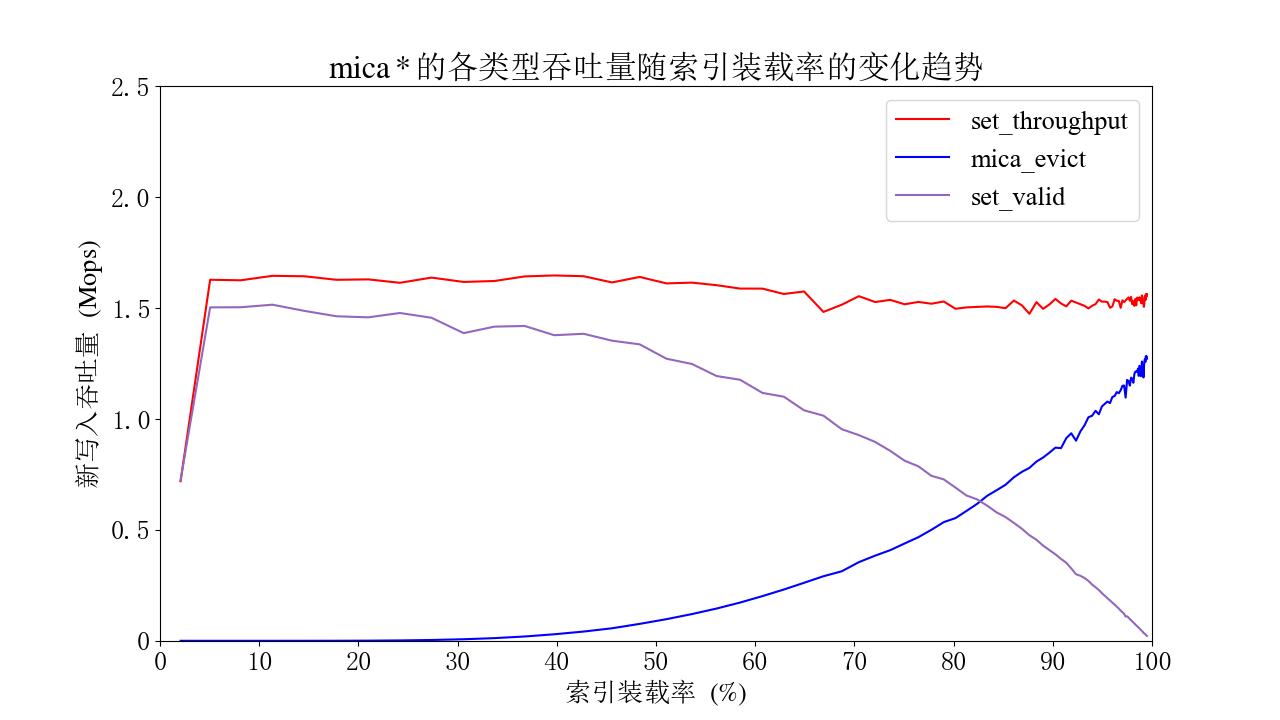 mica*的各类型吞吐量随索引装载率的变化趋势
2.5
2.0
1.5
1.0
0.5
0
新写入吞吐量 (Mops)
set_throughput
mica_evict
set_valid
0 10 20 30 40 50 60 70 80 90 100
索引装载率 (%)